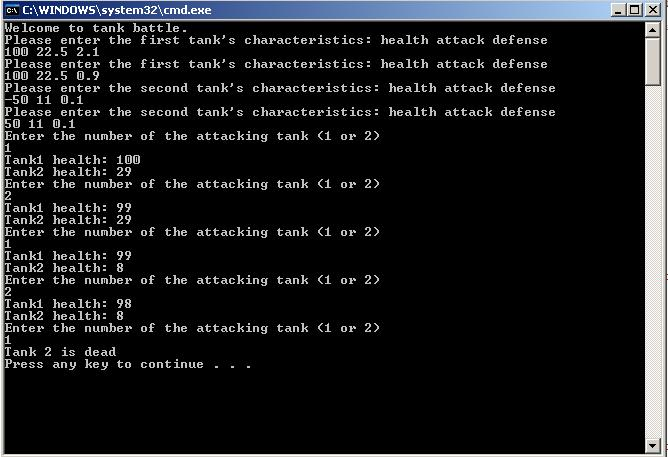 C:\WINDOWS\system32\cmd.exe
Welcome to tank battle.
Please enter the first tank's characteristics: health attack defense
100 22.5 2.1
Please enter the first tank's characteristics: health attack defense
100 22.5 0.9
Please enter the second tank's characteristics: health attack defense
-50 11 0.1
Please enter the second tank's characteristics: health attack defense
50 11 0.1
Enter the number of the attacking tank (1 or 2)
1
Tank1 health: 100
Tank2 health: 29
Enter the number of the attacking tank (1 or 2)
2
Tank1 health: 99
Tank2 health: 29
Enter the number of the attacking tank (1 or 2)
1
Tank1 health: 99
Tank2 health: 8
Enter the number of the attacking tank (1 or 2)
2
Tank1 health: 98
Tank2 health: 8
Enter the number of the attacking tank (1 or 2)
1
Tank 2 is dead
Press any key to continue . . .